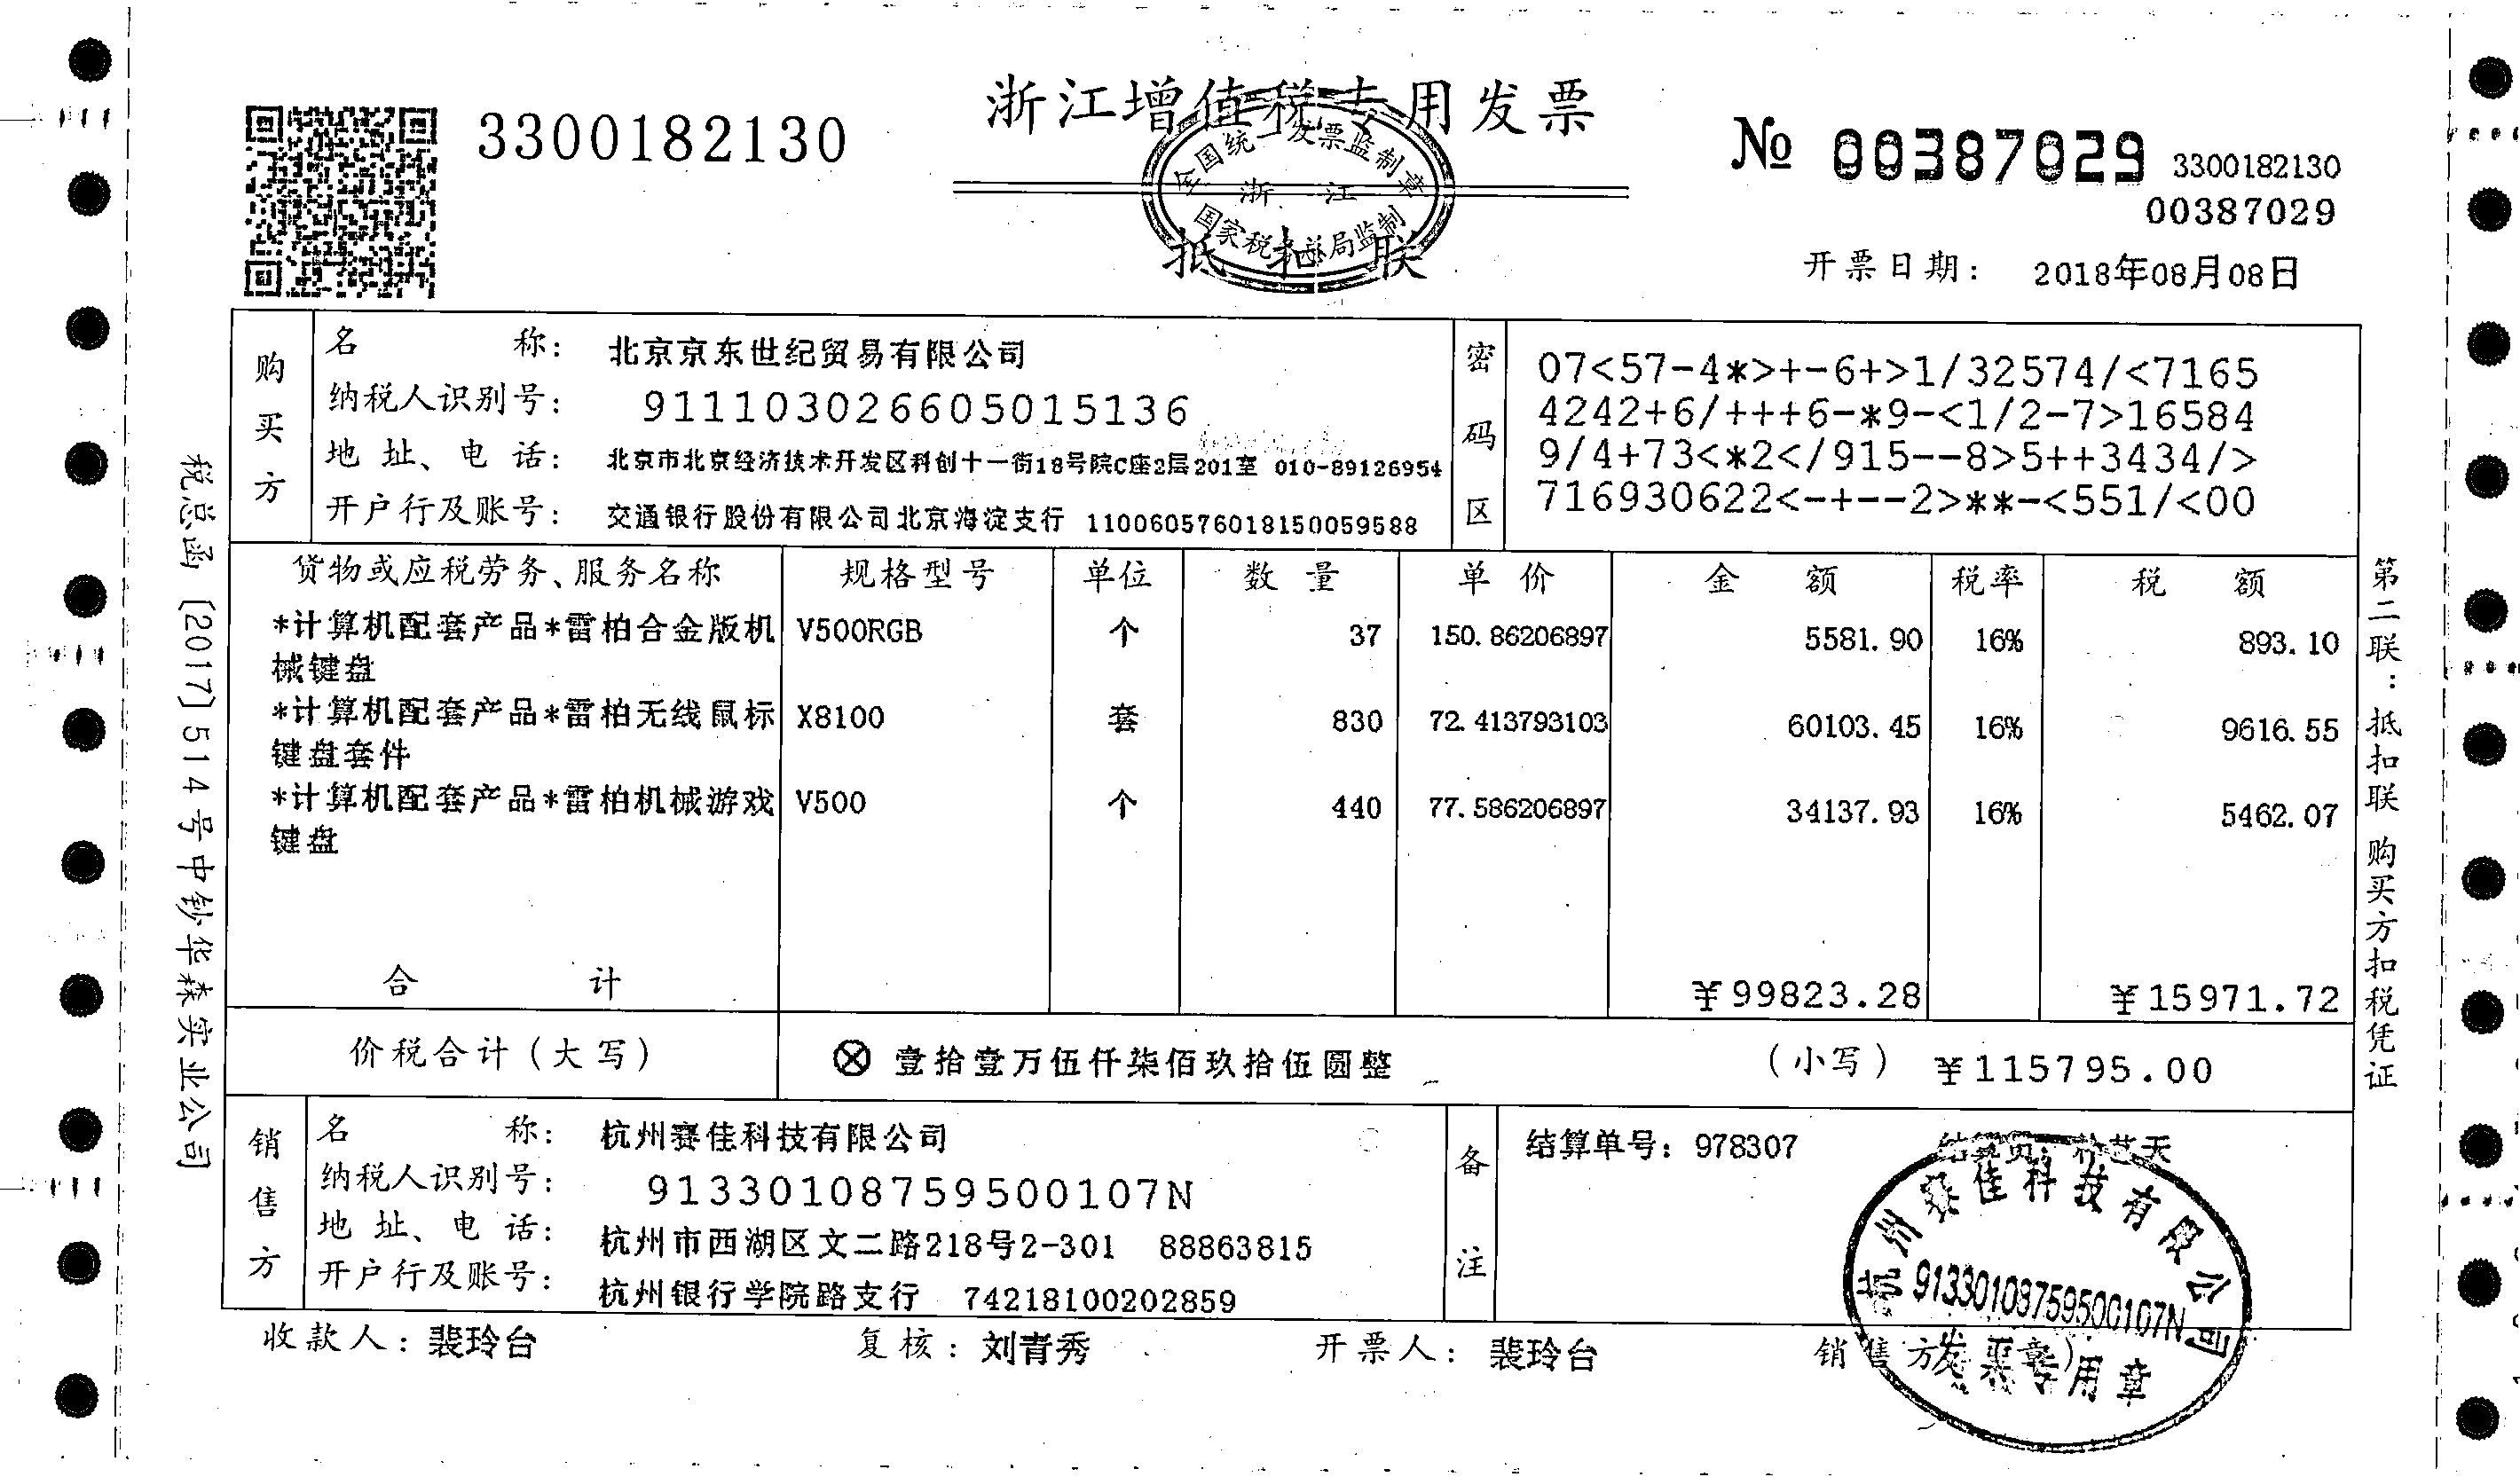 浙江增值税专用发票
3300182130
№ 00387029
3300182130
00387029
全国统一发票监制章
浙 江
国家税务总局监制
抵扣联
开票日期: 2018年08月08日
购买方
名 称: 北京京东世纪贸易有限公司
纳税人识别号: 911103026605015136
地 址、电 话: 北京市北京经济技术开发区科创十一街18号院C座2层201室 010-89126954
开户行及账号: 交通银行股份有限公司北京海淀支行 110060576018150059588
密码区
07<57-4*>+-6+>1/32574/<7165
4242+6/+++6-*9-<1/2-7>16584
9/4+73<*2</915--8>5++3434/>
716930622<-+--2>**-<551/<00
货物或应税劳务、服务名称 规格型号 单位 数 量 单 价 金 额 税率 税 额
*计算机配套产品*雷柏合金版机 V500RGB 个 37 150.86206897 5581.90 16% 893.10
械键盘
*计算机配套产品*雷柏无线鼠标 X8100 套 830 72.413793103 60103.45 16% 9616.55
键盘套件
*计算机配套产品*雷柏机械游戏 V500 个 440 77.586206897 34137.93 16% 5462.07
键盘
合 计 ¥99823.28 ¥15971.72
价税合计(大写) ⊗ 壹拾壹万伍仟柒佰玖拾伍圆整 (小写) ¥115795.00
销售方
名 称: 杭州赛佳科技有限公司
纳税人识别号: 91330108759500107N
地 址、电 话: 杭州市西湖区文二路218号2-301 88863815
开户行及账号: 杭州银行学院路支行 74218100202859
备注
结算单号: 978307
杭州赛佳科技有限公司
91330108759500107N
发票专用章
收款人: 裴玲台 复核: 刘青秀 开票人: 裴玲台 销售方: (章)
税总函〔2017〕514号中钞华森实业公司
第二联:抵扣联 购买方扣税凭证